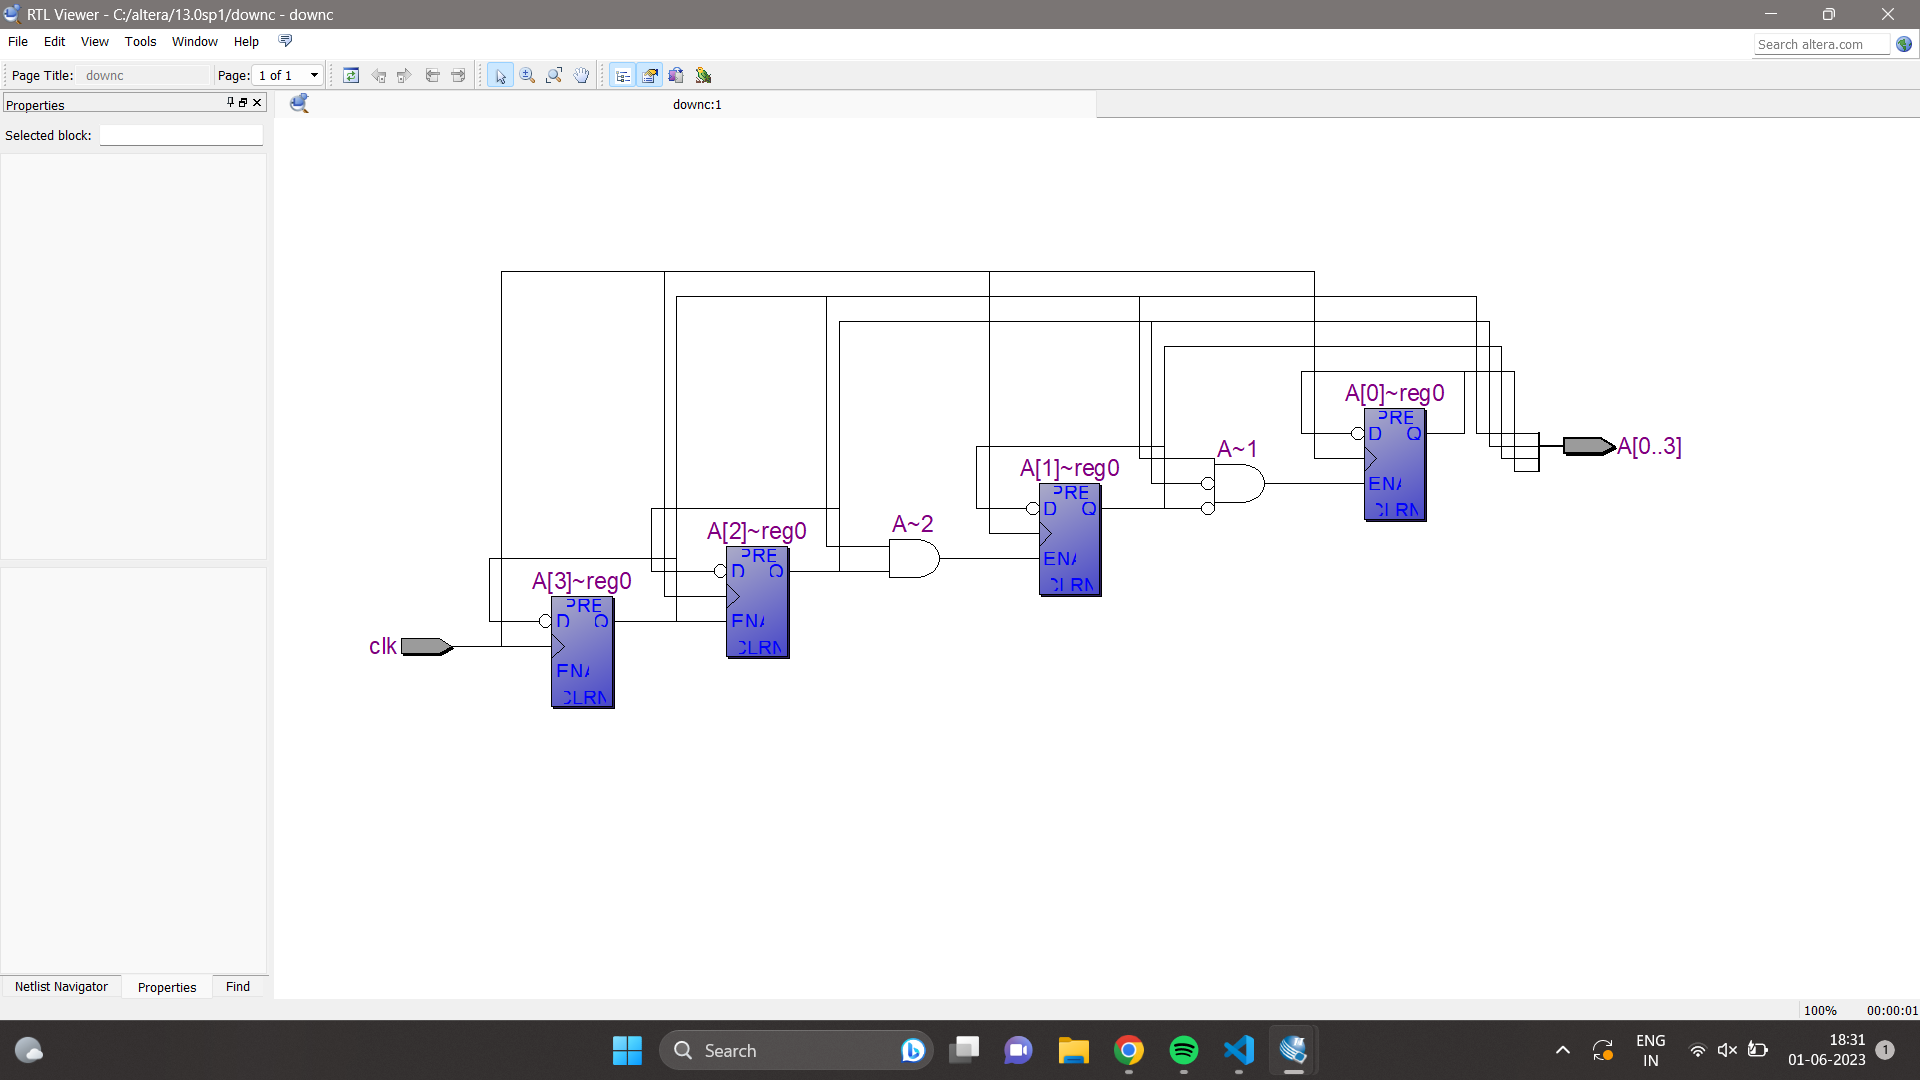 RTL Viewer - C:/altera/13.0sp1/downc - downc
File Edit View Tools Window Help
Search altera.com
Page Title: downc Page: 1 of 1
Properties
downc:1
Selected block:
A[0]~reg0
PRE
D Q
ENA
CLRN
A[0..3]
A~1
A[1]~reg0
PRE
D Q
ENA
CLRN
A~2
A[2]~reg0
PRE
D Q
ENA
CLRN
A[3]~reg0
PRE
D Q
ENA
CLRN
clk
Netlist Navigator Properties Find
100% 00:00:01
Search
ENG
IN
18:31
01-06-2023
1